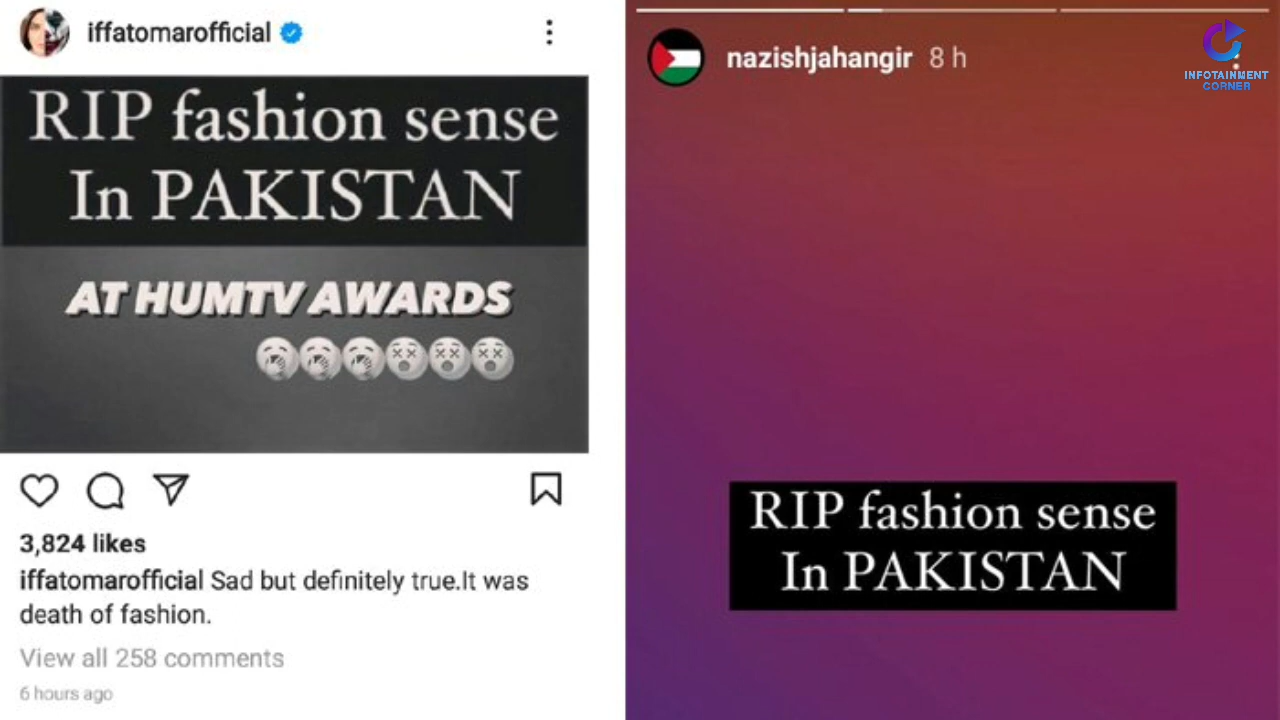 iffatomarofficial
RIP fashion sense
In PAKISTAN
AT HUMTV AWARDS
🥱🥱🥱😵😵😵
3,824 likes
iffatomarofficial Sad but definitely true.It was
death of fashion.
View all 258 comments
6 hours ago
nazishjahangir 8 h
INFOTAINMENT
CORNER
RIP fashion sense
In PAKISTAN